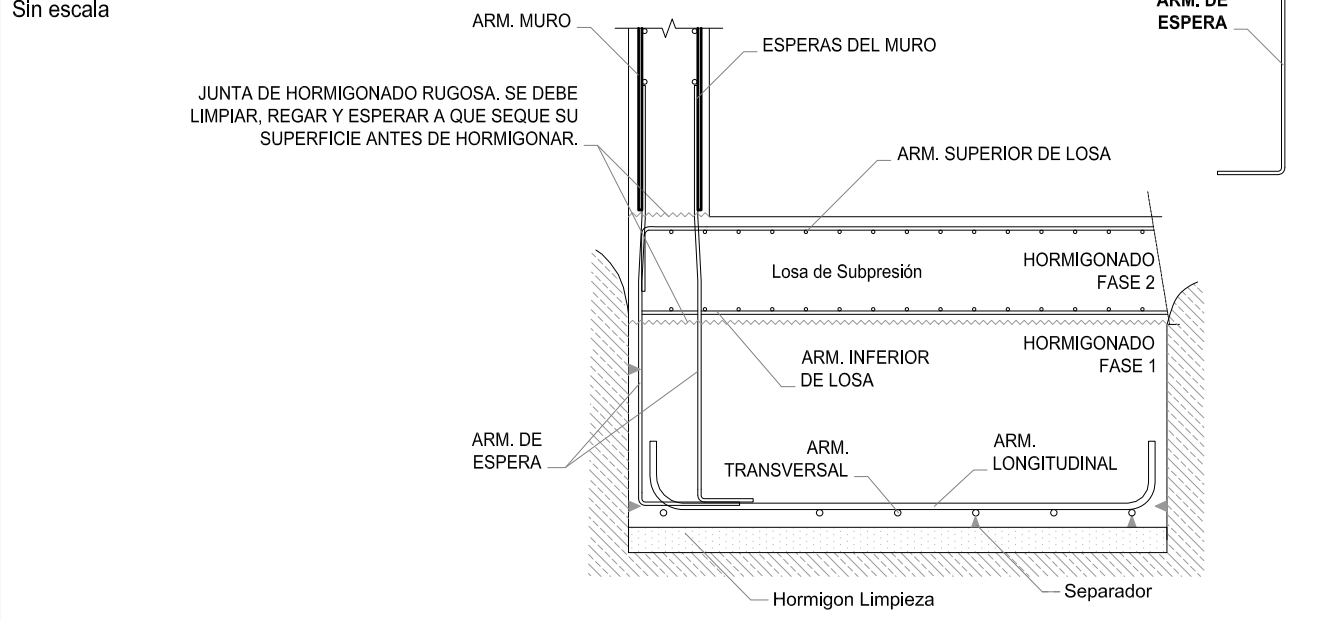 Sin escala
ARM. MURO
ARM. DE
ESPERA
ESPERAS DEL MURO
JUNTA DE HORMIGONADO RUGOSA. SE DEBE
LIMPIAR, REGAR Y ESPERAR A QUE SEQUE SU
SUPERFICIE ANTES DE HORMIGONAR.
ARM. SUPERIOR DE LOSA
Losa de Subpresión
HORMIGONADO
FASE 2
HORMIGONADO
FASE 1
ARM. INFERIOR
DE LOSA
ARM. DE
ESPERA
ARM.
TRANSVERSAL
ARM.
LONGITUDINAL
Separador
Hormigon Limpieza